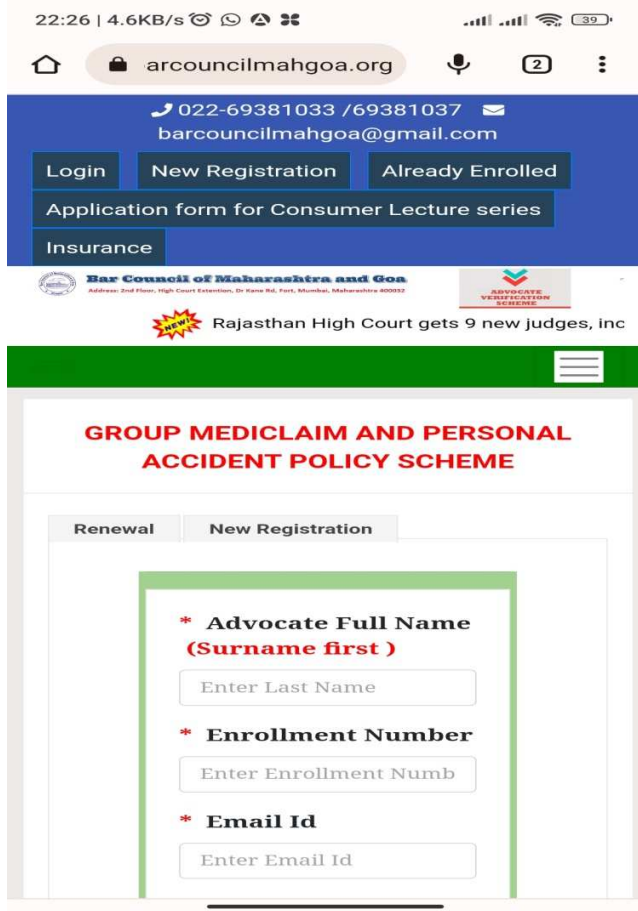 22:26 | 4.6KB/s
39
arcouncilmahgoa.org
2
022-69381033 /69381037
barcouncilmahgoa@gmail.com
Login New Registration Already Enrolled
Application form for Consumer Lecture series
Insurance
Bar Council of Maharashtra and Goa
Address: 2nd Floor, High Court Extention, Dr Kane Rd, Fort, Mumbai, Maharashtra 400032
ADVOCATE
VERIFICATION
SCHEME
NEW! Rajasthan High Court gets 9 new judges, inc
GROUP MEDICLAIM AND PERSONAL
ACCIDENT POLICY SCHEME
Renewal New Registration
* Advocate Full Name
(Surname first )
Enter Last Name
* Enrollment Number
Enter Enrollment Numb
* Email Id
Enter Email Id